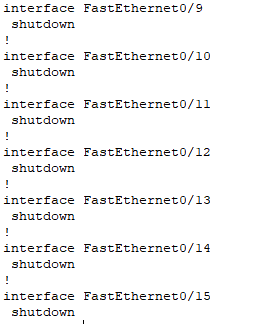 interface FastEthernet0/9
 shutdown
!
interface FastEthernet0/10
 shutdown
!
interface FastEthernet0/11
 shutdown
!
interface FastEthernet0/12
 shutdown
!
interface FastEthernet0/13
 shutdown
!
interface FastEthernet0/14
 shutdown
!
interface FastEthernet0/15
 shutdown